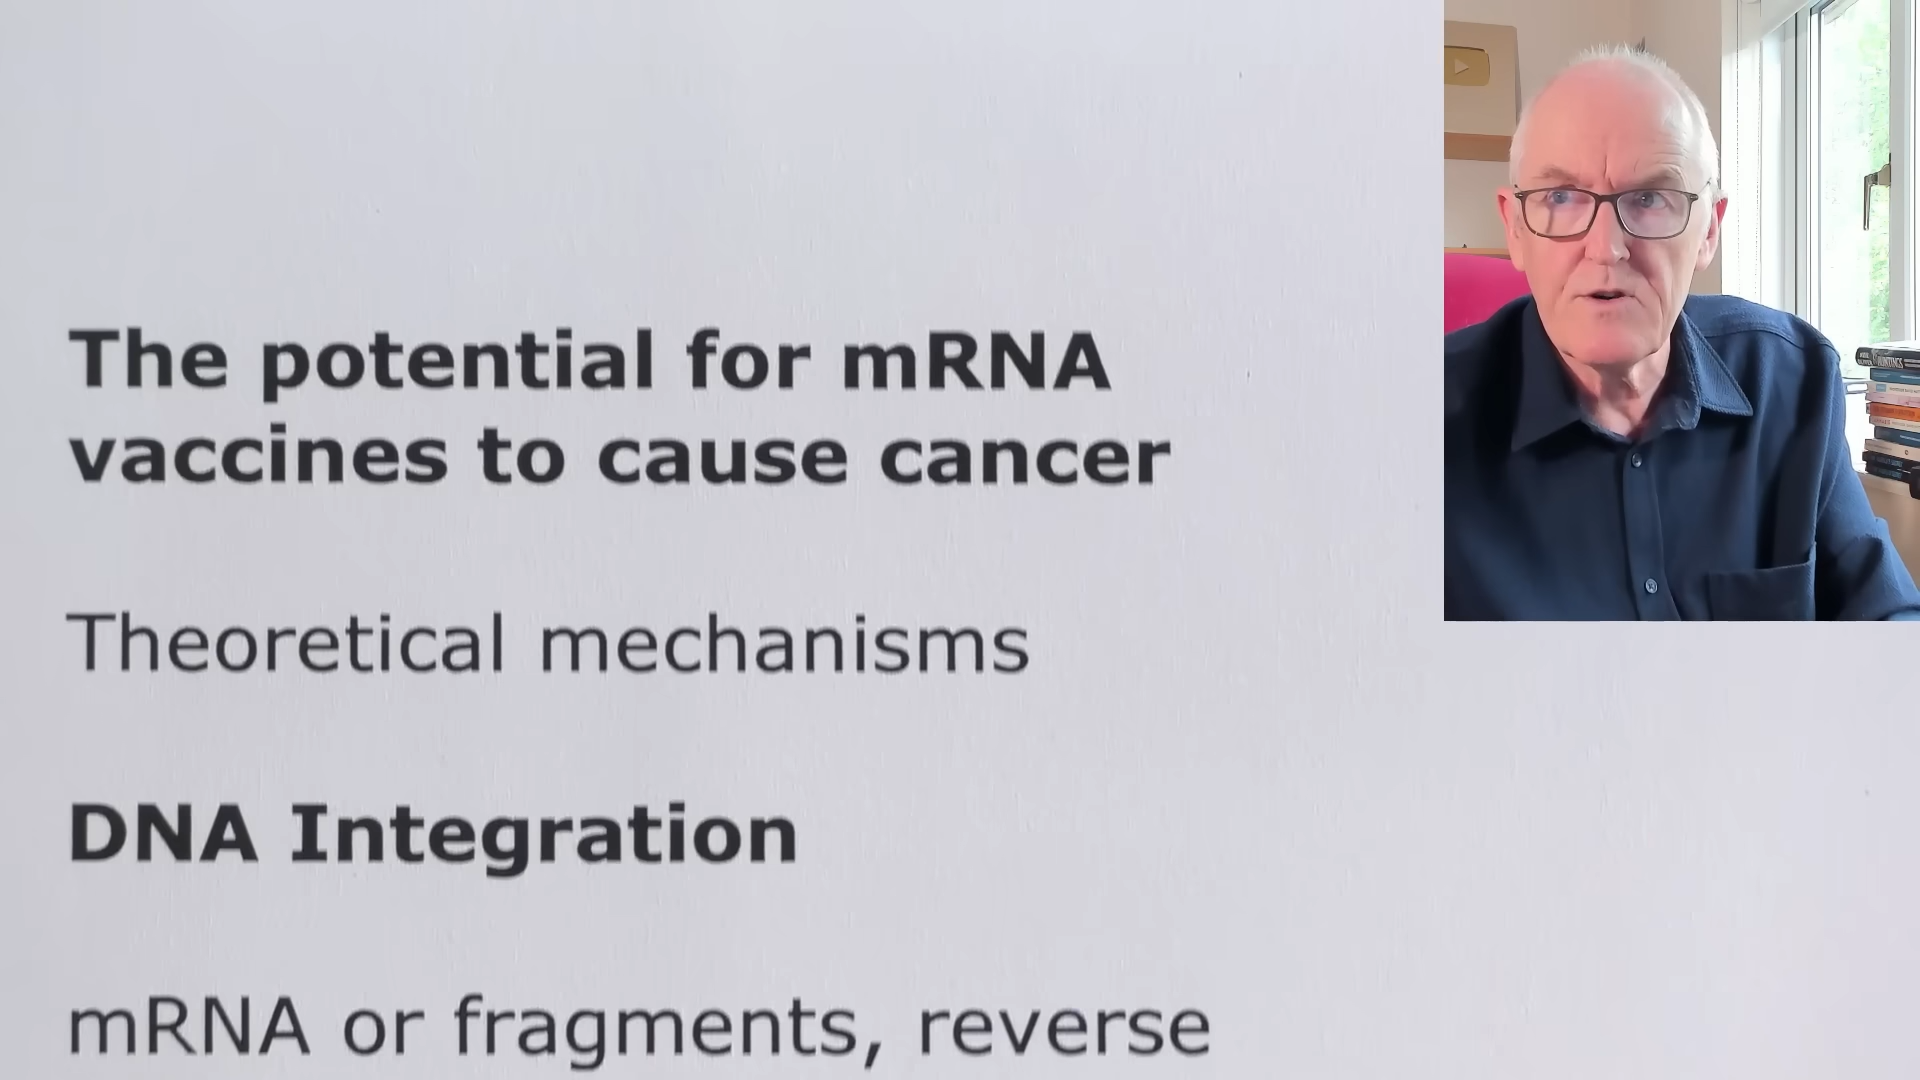 The potential for mRNA
vaccines to cause cancer
Theoretical mechanisms
DNA Integration
mRNA or fragments, reverse